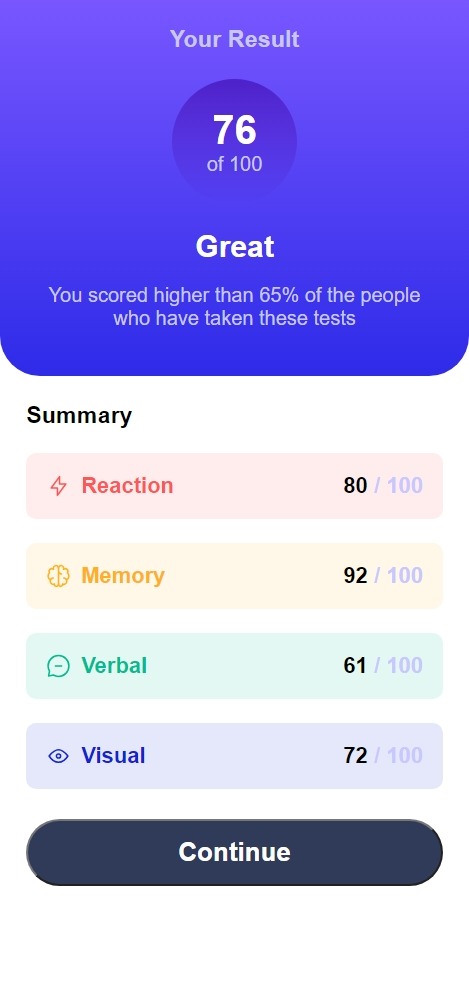 Your Result
76
of 100
Great
You scored higher than 65% of the people
who have taken these tests
Summary
Reaction 80 / 100
Memory 92 / 100
Verbal 61 / 100
Visual 72 / 100
Continue